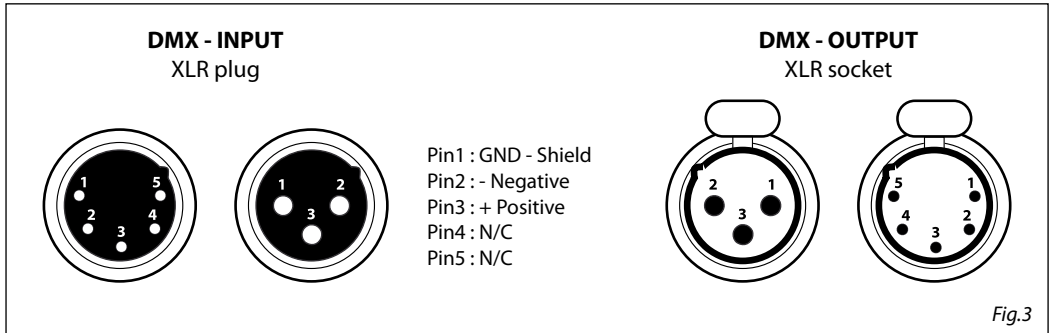 DMX - INPUT
XLR plug
DMX - OUTPUT
XLR socket
1 5
2 4
3
1 2
3
Pin1 : GND - Shield
Pin2 : - Negative
Pin3 : + Positive
Pin4 : N/C
Pin5 : N/C
2 1
3
5 1
4 2
3
Fig.3